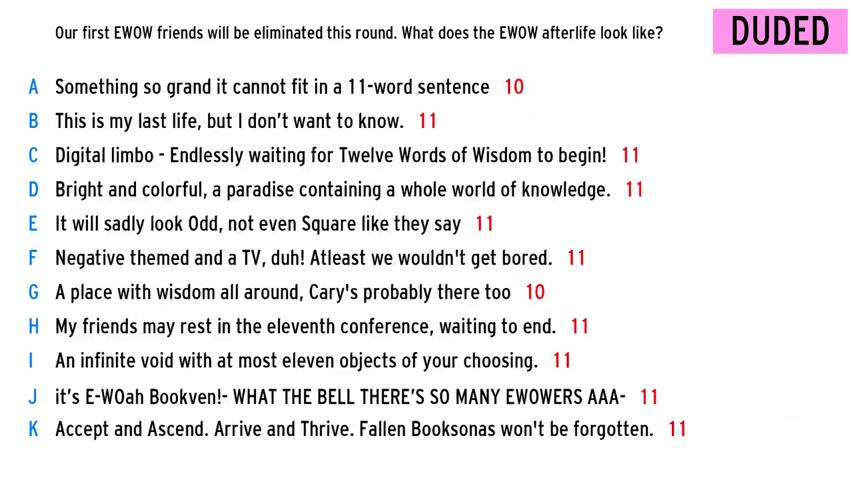 Our first EWOW friends will be eliminated this round. What does the EWOW afterlife look like?
DUDED
A Something so grand it cannot fit in a 11-word sentence 10
B This is my last life, but I don't want to know. 11
C Digital limbo - Endlessly waiting for Twelve Words of Wisdom to begin! 11
D Bright and colorful, a paradise containing a whole world of knowledge. 11
E It will sadly look Odd, not even Square like they say 11
F Negative themed and a TV, duh! Atleast we wouldn't get bored. 11
G A place with wisdom all around, Cary's probably there too 10
H My friends may rest in the eleventh conference, waiting to end. 11
I An infinite void with at most eleven objects of your choosing. 11
J it's E-WOah Bookven!- WHAT THE BELL THERE'S SO MANY EWOWERS AAA- 11
K Accept and Ascend. Arrive and Thrive. Fallen Booksonas won't be forgotten. 11